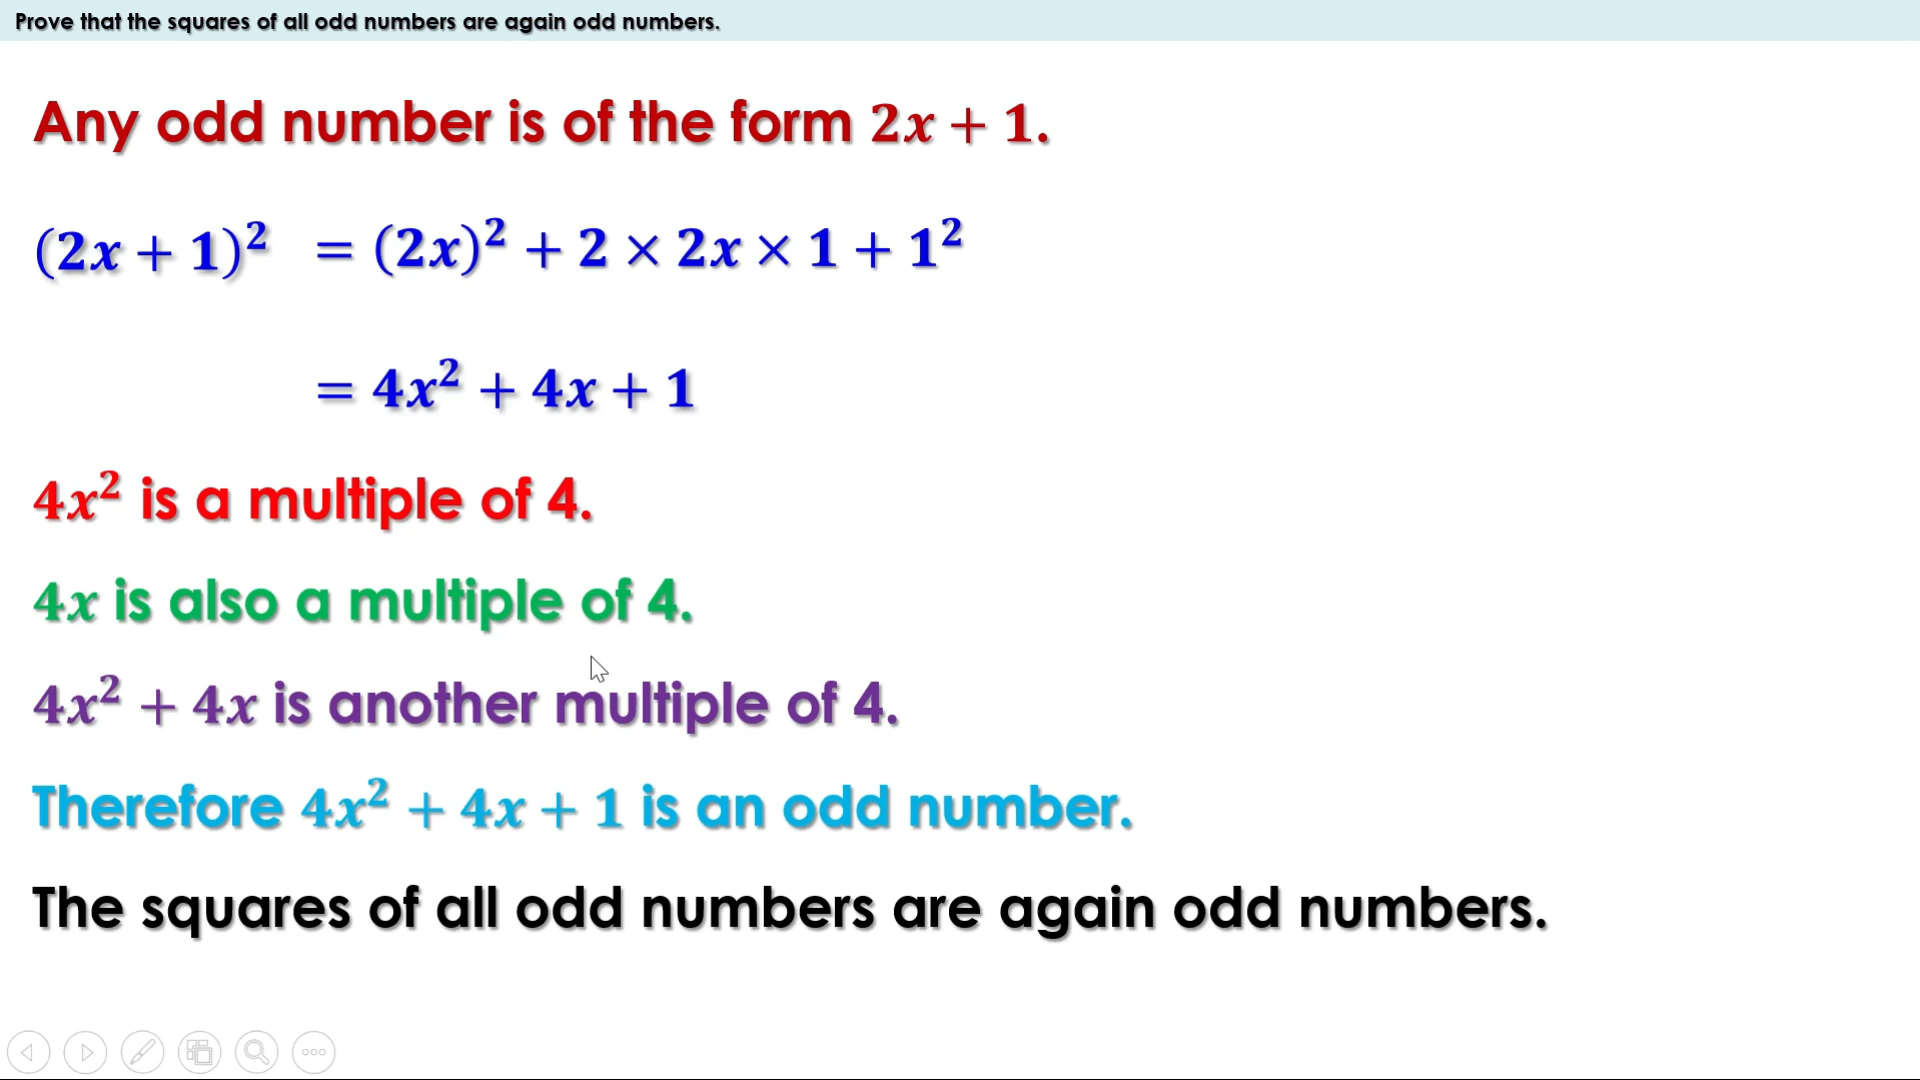 Prove that the squares of all odd numbers are again odd numbers.
Any odd number is of the form 2x + 1.
(2x + 1)² = (2x)² + 2 × 2x × 1 + 1²
= 4x² + 4x + 1
4x² is a multiple of 4.
4x is also a multiple of 4.
4x² + 4x is another multiple of 4.
Therefore 4x² + 4x + 1 is an odd number.
The squares of all odd numbers are again odd numbers.